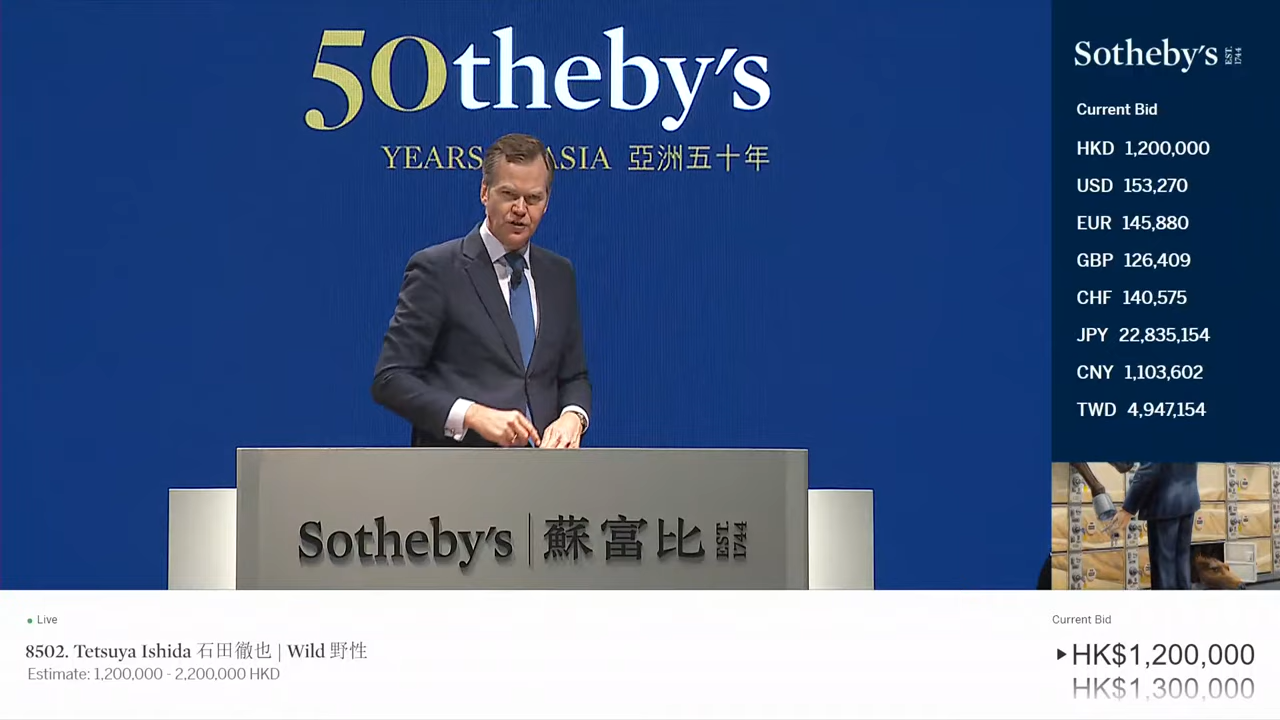 50theby's
YEARS ASIA 亞洲五十年
Sotheby's 蘇富比 EST. 1744
Sotheby's EST. 1744
Current Bid
HKD 1,200,000
USD 153,270
EUR 145,880
GBP 126,409
CHF 140,575
JPY 22,835,154
CNY 1,103,602
TWD 4,947,154
Live
8502. Tetsuya Ishida 石田徹也 | Wild 野性
Estimate: 1,200,000 - 2,200,000 HKD
Current Bid
HK$1,200,000
HK$1,300,000